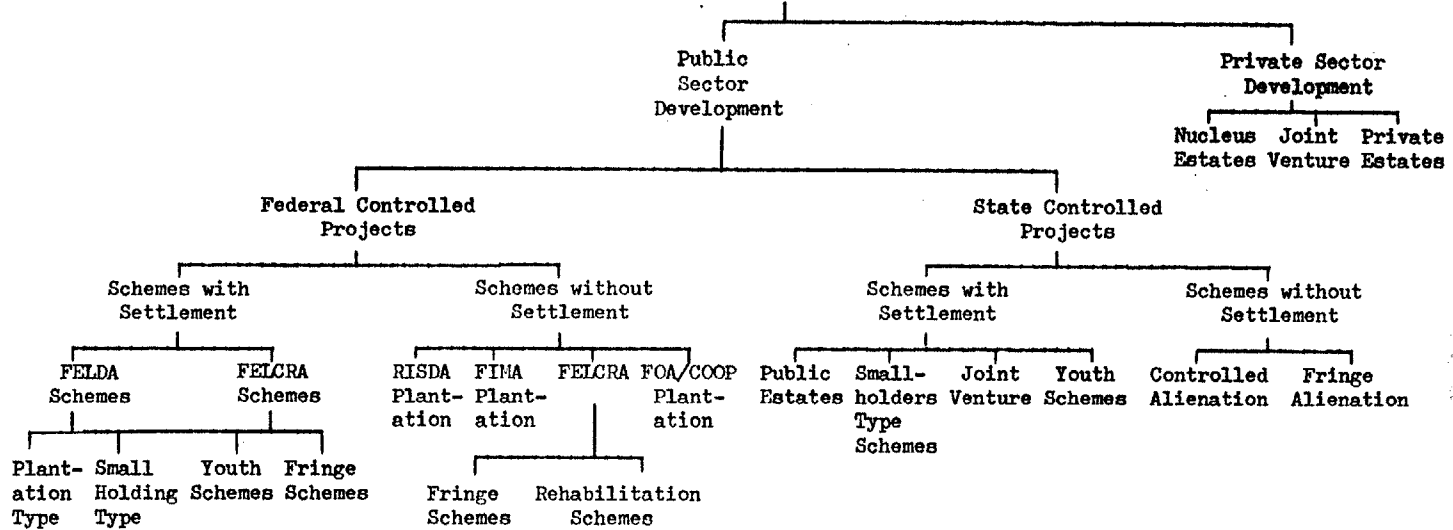 Public
Sector
Development
Private Sector
Development
Nucleus Joint Private
Estates Venture Estates
Federal Controlled
Projects
State Controlled
Projects
Schemes with
Settlement
Schemes without
Settlement
Schemes with
Settlement
Schemes without
Settlement
FELDA
Schemes
FELCRA
Schemes
RISDA
Plant-
ation
FIMA
Plant-
ation
FELCRA
FOA/COOP
Plant-
ation
Public
Estates
Small-
holders
Type
Schemes
Joint
Venture
Youth
Schemes
Controlled
Alienation
Fringe
Alienation
Plant-
ation
Type
Small
Holding
Type
Youth
Schemes
Fringe
Schemes
Fringe
Schemes
Rehabilitation
Schemes